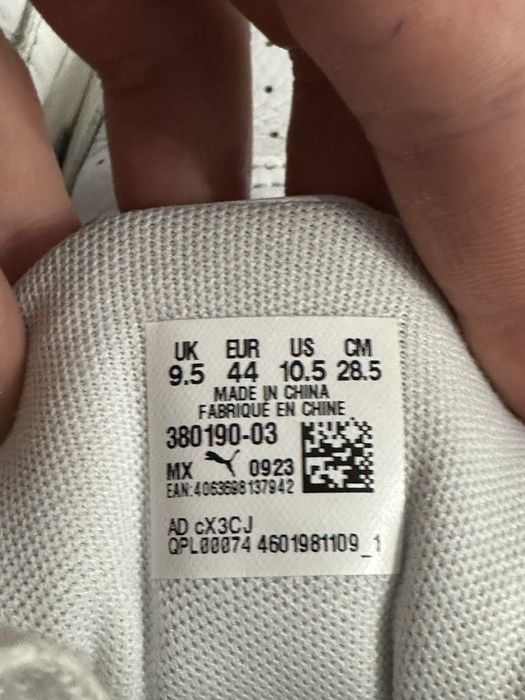 UK EUR US CM
9.5 44 10.5 28.5
MADE IN CHINA
FABRIQUÉ EN CHINE
380190-03
MX 0923
EAN:4063698137942
AD cX3CJ
QPL00074 4601981109_1